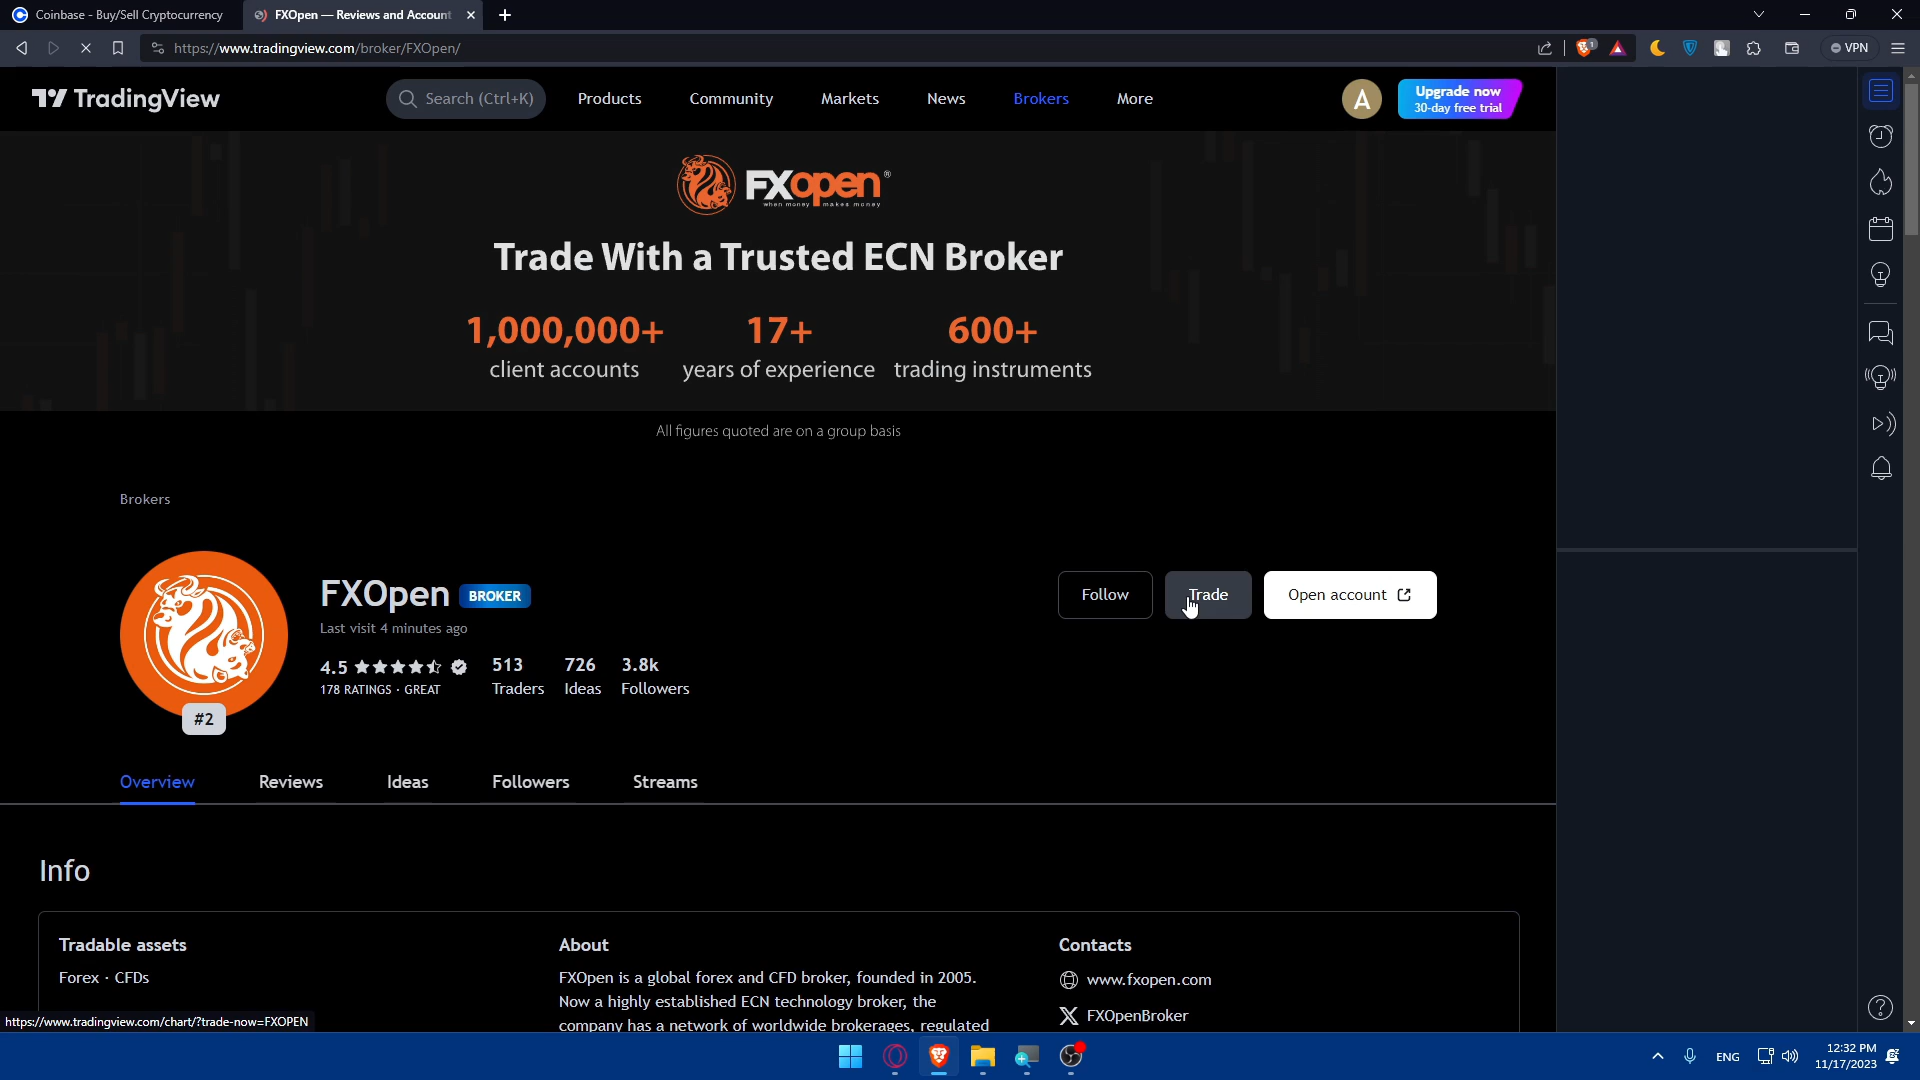 Coinbase - Buy/Sell Cryptocurrency
FXOpen — Reviews and Account
https://www.tradingview.com/broker/FXOpen/
1
VPN
TradingView
Search (Ctrl+K)
Products
Community
Markets
News
Brokers
More
A
Upgrade now
30-day free trial
FXopen®
when money makes money
Trade With a Trusted ECN Broker
1,000,000+ 17+ 600+
client accounts years of experience trading instruments
All figures quoted are on a group basis
Brokers
FXOpen BROKER
Last visit 4 minutes ago
Follow
Trade
Open account
4.5
178 RATINGS · GREAT
513
Traders
726
Ideas
3.8k
Followers
#2
Overview
Reviews
Ideas
Followers
Streams
Info
Tradable assets
Forex · CFDs
About
FXOpen is a global forex and CFD broker, founded in 2005.
Now a highly established ECN technology broker, the
company has a network of worldwide brokerages, regulated
Contacts
www.fxopen.com
FXOpenBroker
https://www.tradingview.com/chart/?trade-now=FXOPEN
ENG
12:32 PM
11/17/2023